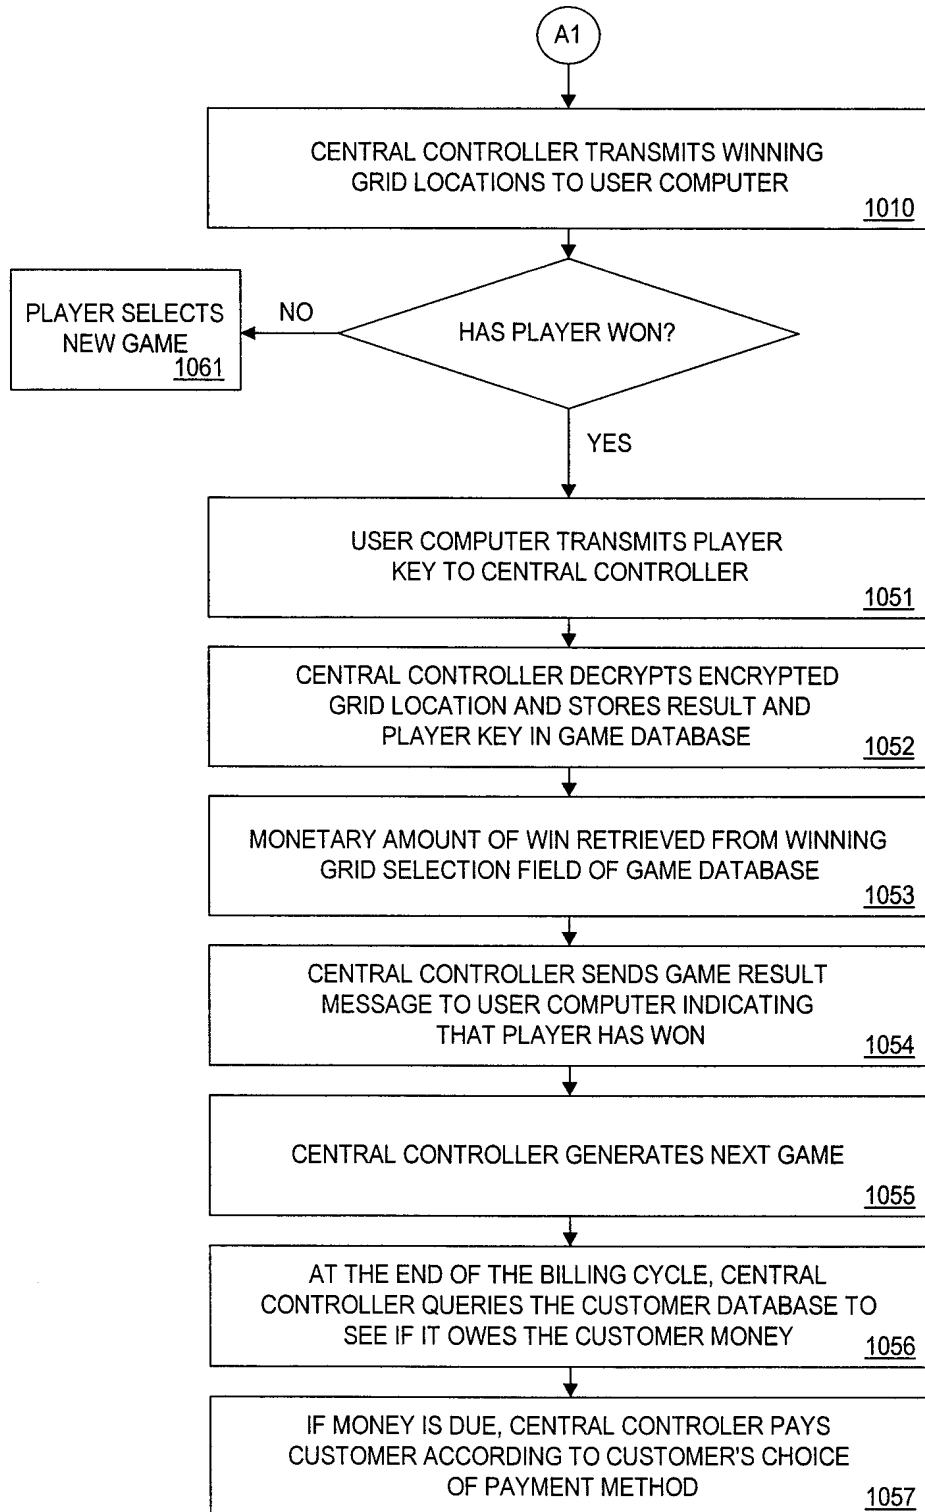 A1
CENTRAL CONTROLLER TRANSMITS WINNING
GRID LOCATIONS TO USER COMPUTER
1010
HAS PLAYER WON?
NO
PLAYER SELECTS
NEW GAME
1061
YES
USER COMPUTER TRANSMITS PLAYER
KEY TO CENTRAL CONTROLLER
1051
CENTRAL CONTROLLER DECRYPTS ENCRYPTED
GRID LOCATION AND STORES RESULT AND
PLAYER KEY IN GAME DATABASE
1052
MONETARY AMOUNT OF WIN RETRIEVED FROM WINNING
GRID SELECTION FIELD OF GAME DATABASE
1053
CENTRAL CONTROLLER SENDS GAME RESULT
MESSAGE TO USER COMPUTER INDICATING
THAT PLAYER HAS WON
1054
CENTRAL CONTROLLER GENERATES NEXT GAME
1055
AT THE END OF THE BILLING CYCLE, CENTRAL
CONTROLLER QUERIES THE CUSTOMER DATABASE TO
SEE IF IT OWES THE CUSTOMER MONEY
1056
IF MONEY IS DUE, CENTRAL CONTROLER PAYS
CUSTOMER ACCORDING TO CUSTOMER'S CHOICE
OF PAYMENT METHOD
1057